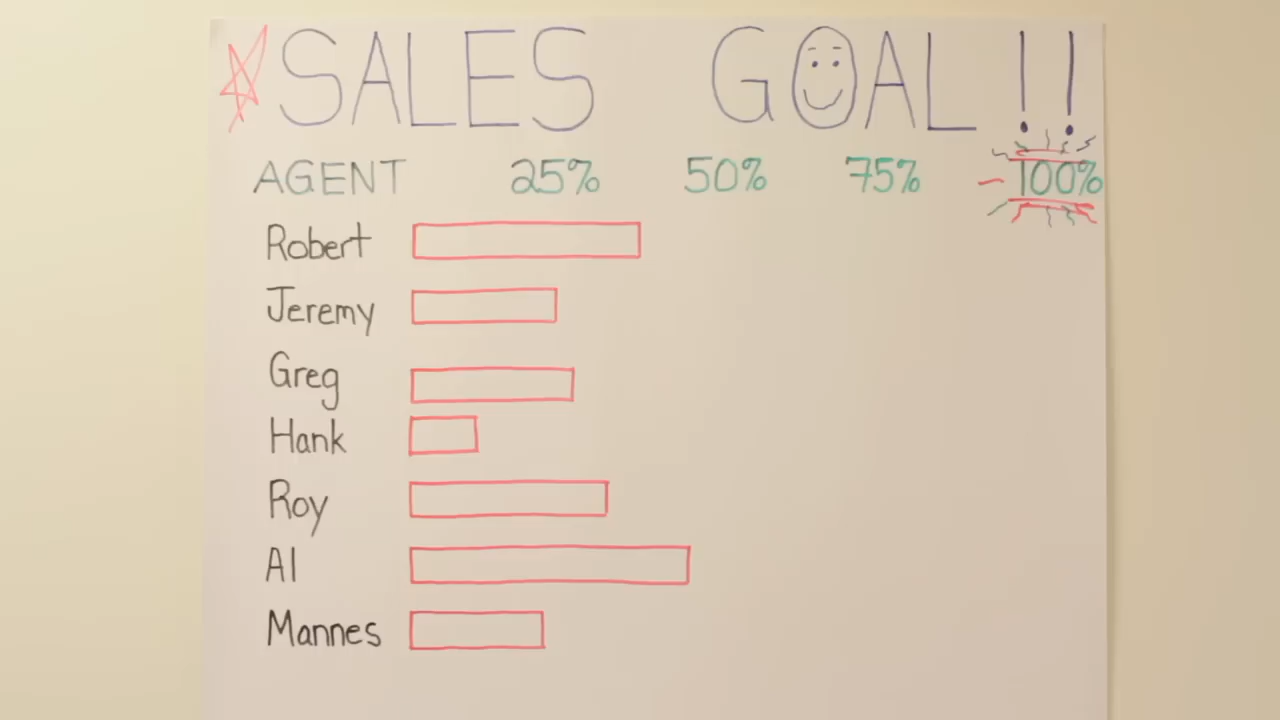 SALES GOAL!!
AGENT 25% 50% 75% 100%
Robert
Jeremy
Greg
Hank
Roy
Al
Mannes